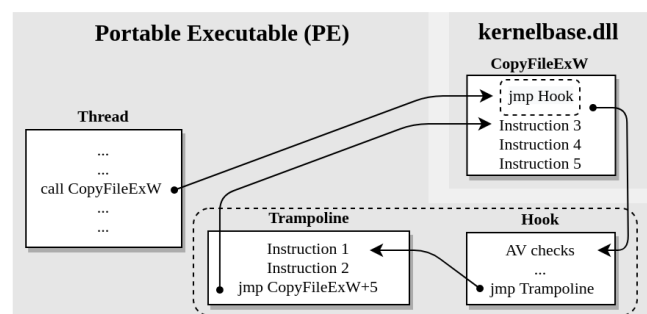 Portable Executable (PE)
kernelbase.dll
CopyFileExW
jmp Hook
Instruction 3
Instruction 4
Instruction 5
Thread
...
...
call CopyFileExW
...
...
Trampoline
Instruction 1
Instruction 2
jmp CopyFileExW+5
Hook
AV checks
...
jmp Trampoline